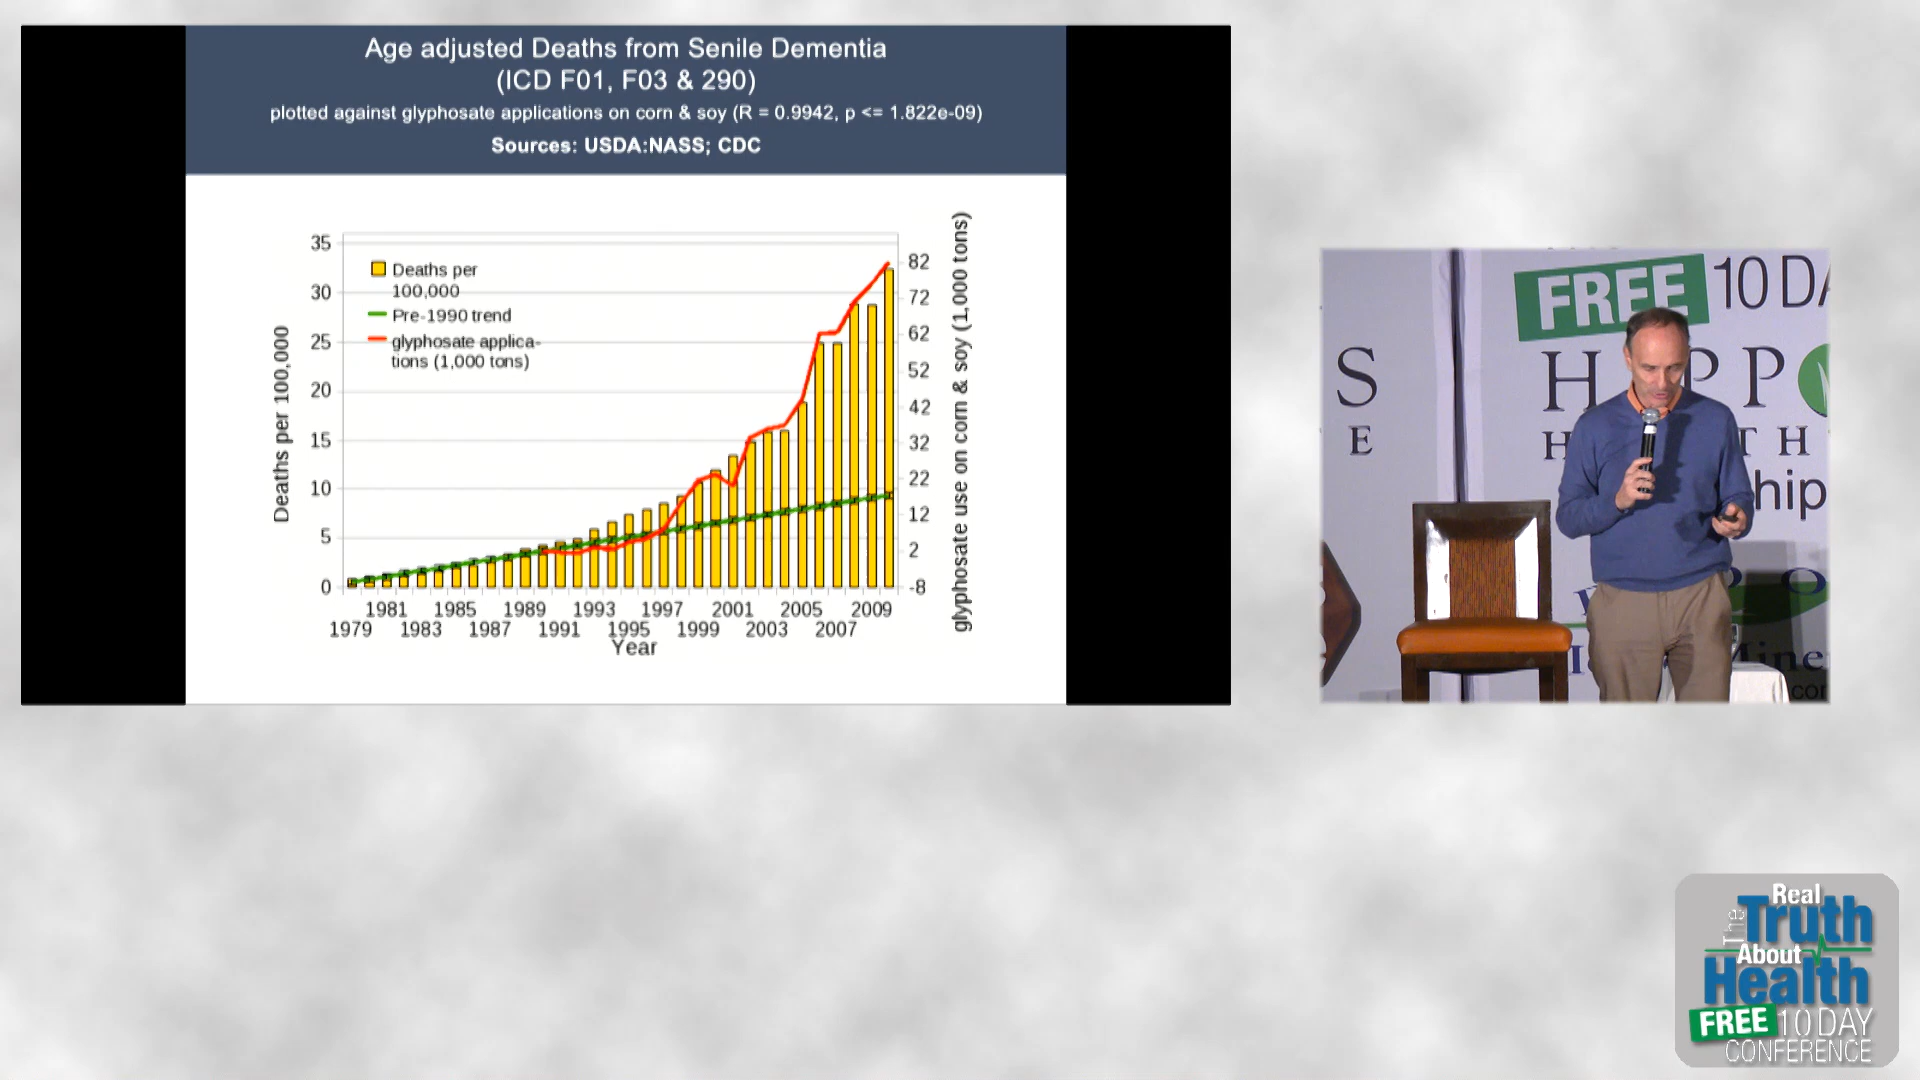 Age adjusted Deaths from Senile Dementia
(ICD F01, F03 & 290)
plotted against glyphosate applications on corn & soy (R = 0.9942, p <= 1.822e-09)
Sources: USDA:NASS; CDC
Deaths per 100,000
35
30
25
20
15
10
5
0
Deaths per
100,000
Pre-1990 trend
glyphosate applica-
tions (1,000 tons)
82
72
62
52
42
32
22
12
2
-8
glyphosate use on corn & soy (1,000 tons)
1981 1985 1989 1993 1997 2001 2005 2009
1979 1983 1987 1991 1995 1999 2003 2007
Year
FREE 10 DA
S
H PP
E
H TH
hip
The Real
Truth
About
Health
FREE 10 DAY
CONFERENCE